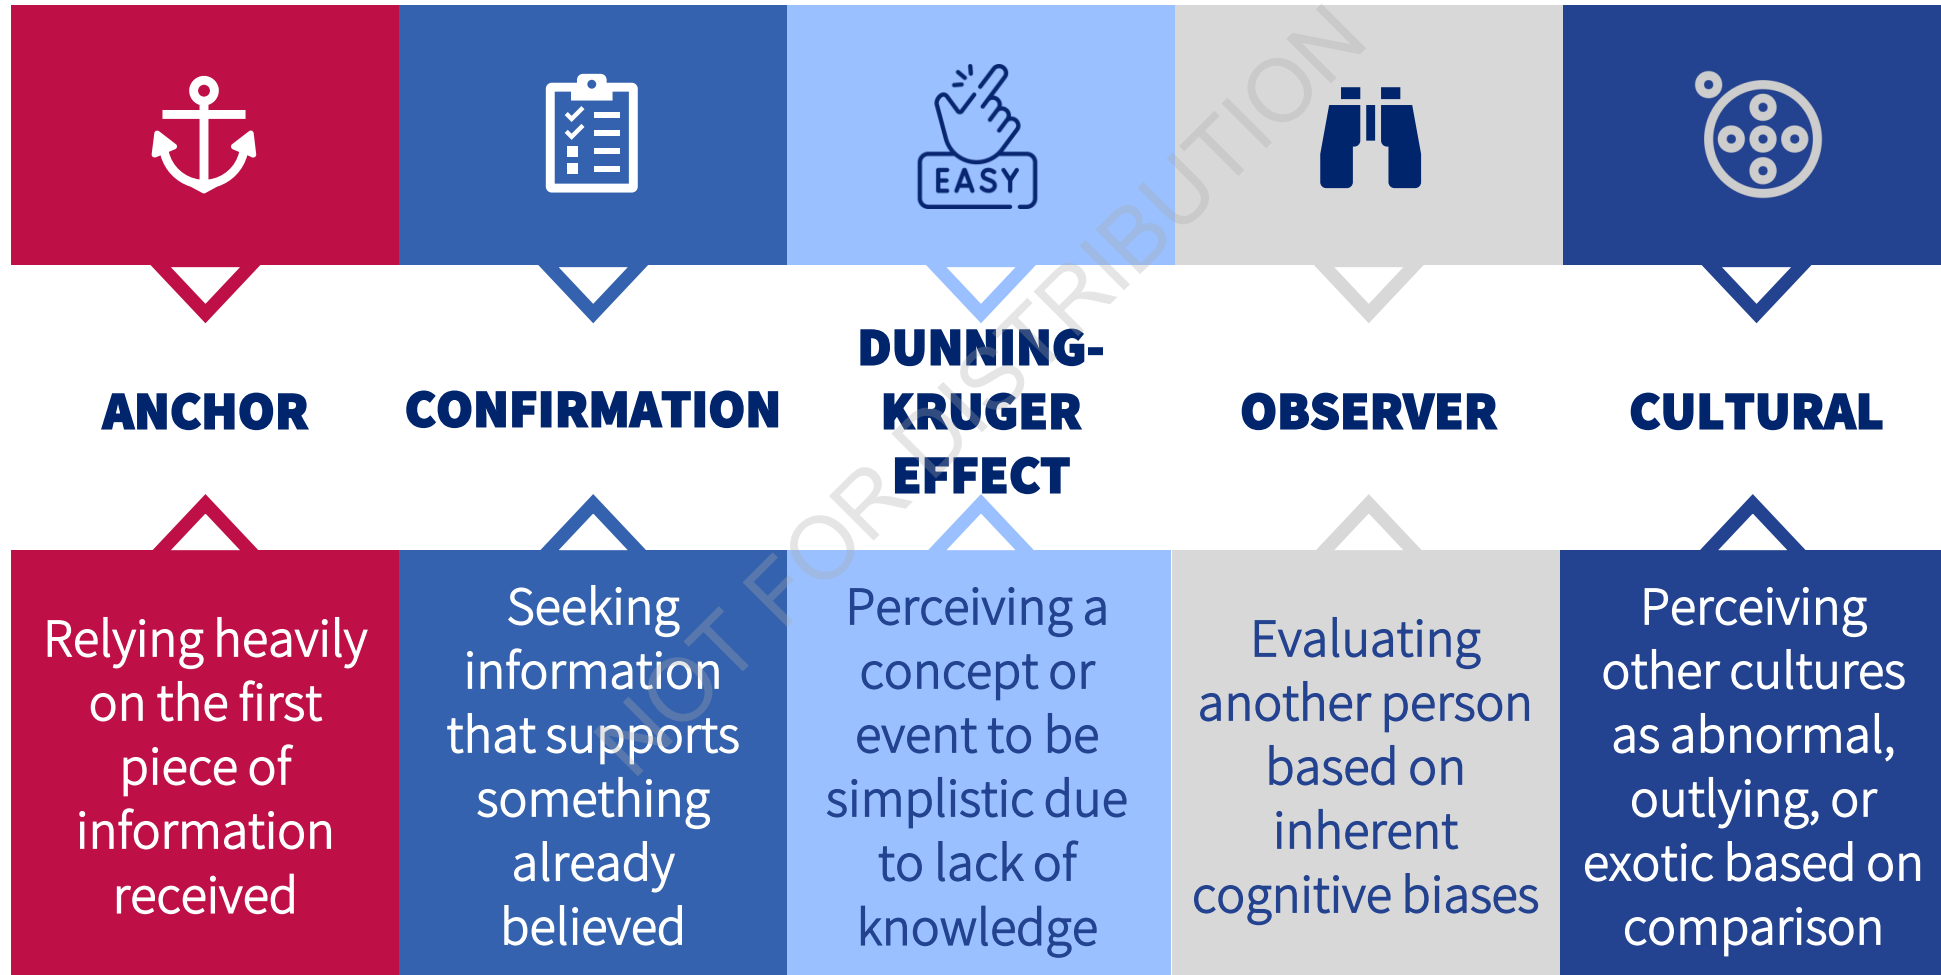 EASY
ANCHOR
CONFIRMATION
DUNNING-
KRUGER
EFFECT
OBSERVER
CULTURAL
Relying heavily
on the first
piece of
information
received
Seeking
information
that supports
something
already
believed
Perceiving a
concept or
event to be
simplistic due
to lack of
knowledge
Evaluating
another person
based on
inherent
cognitive biases
Perceiving
other cultures
as abnormal,
outlying, or
exotic based on
comparison
NOT FOR DISTRIBUTION